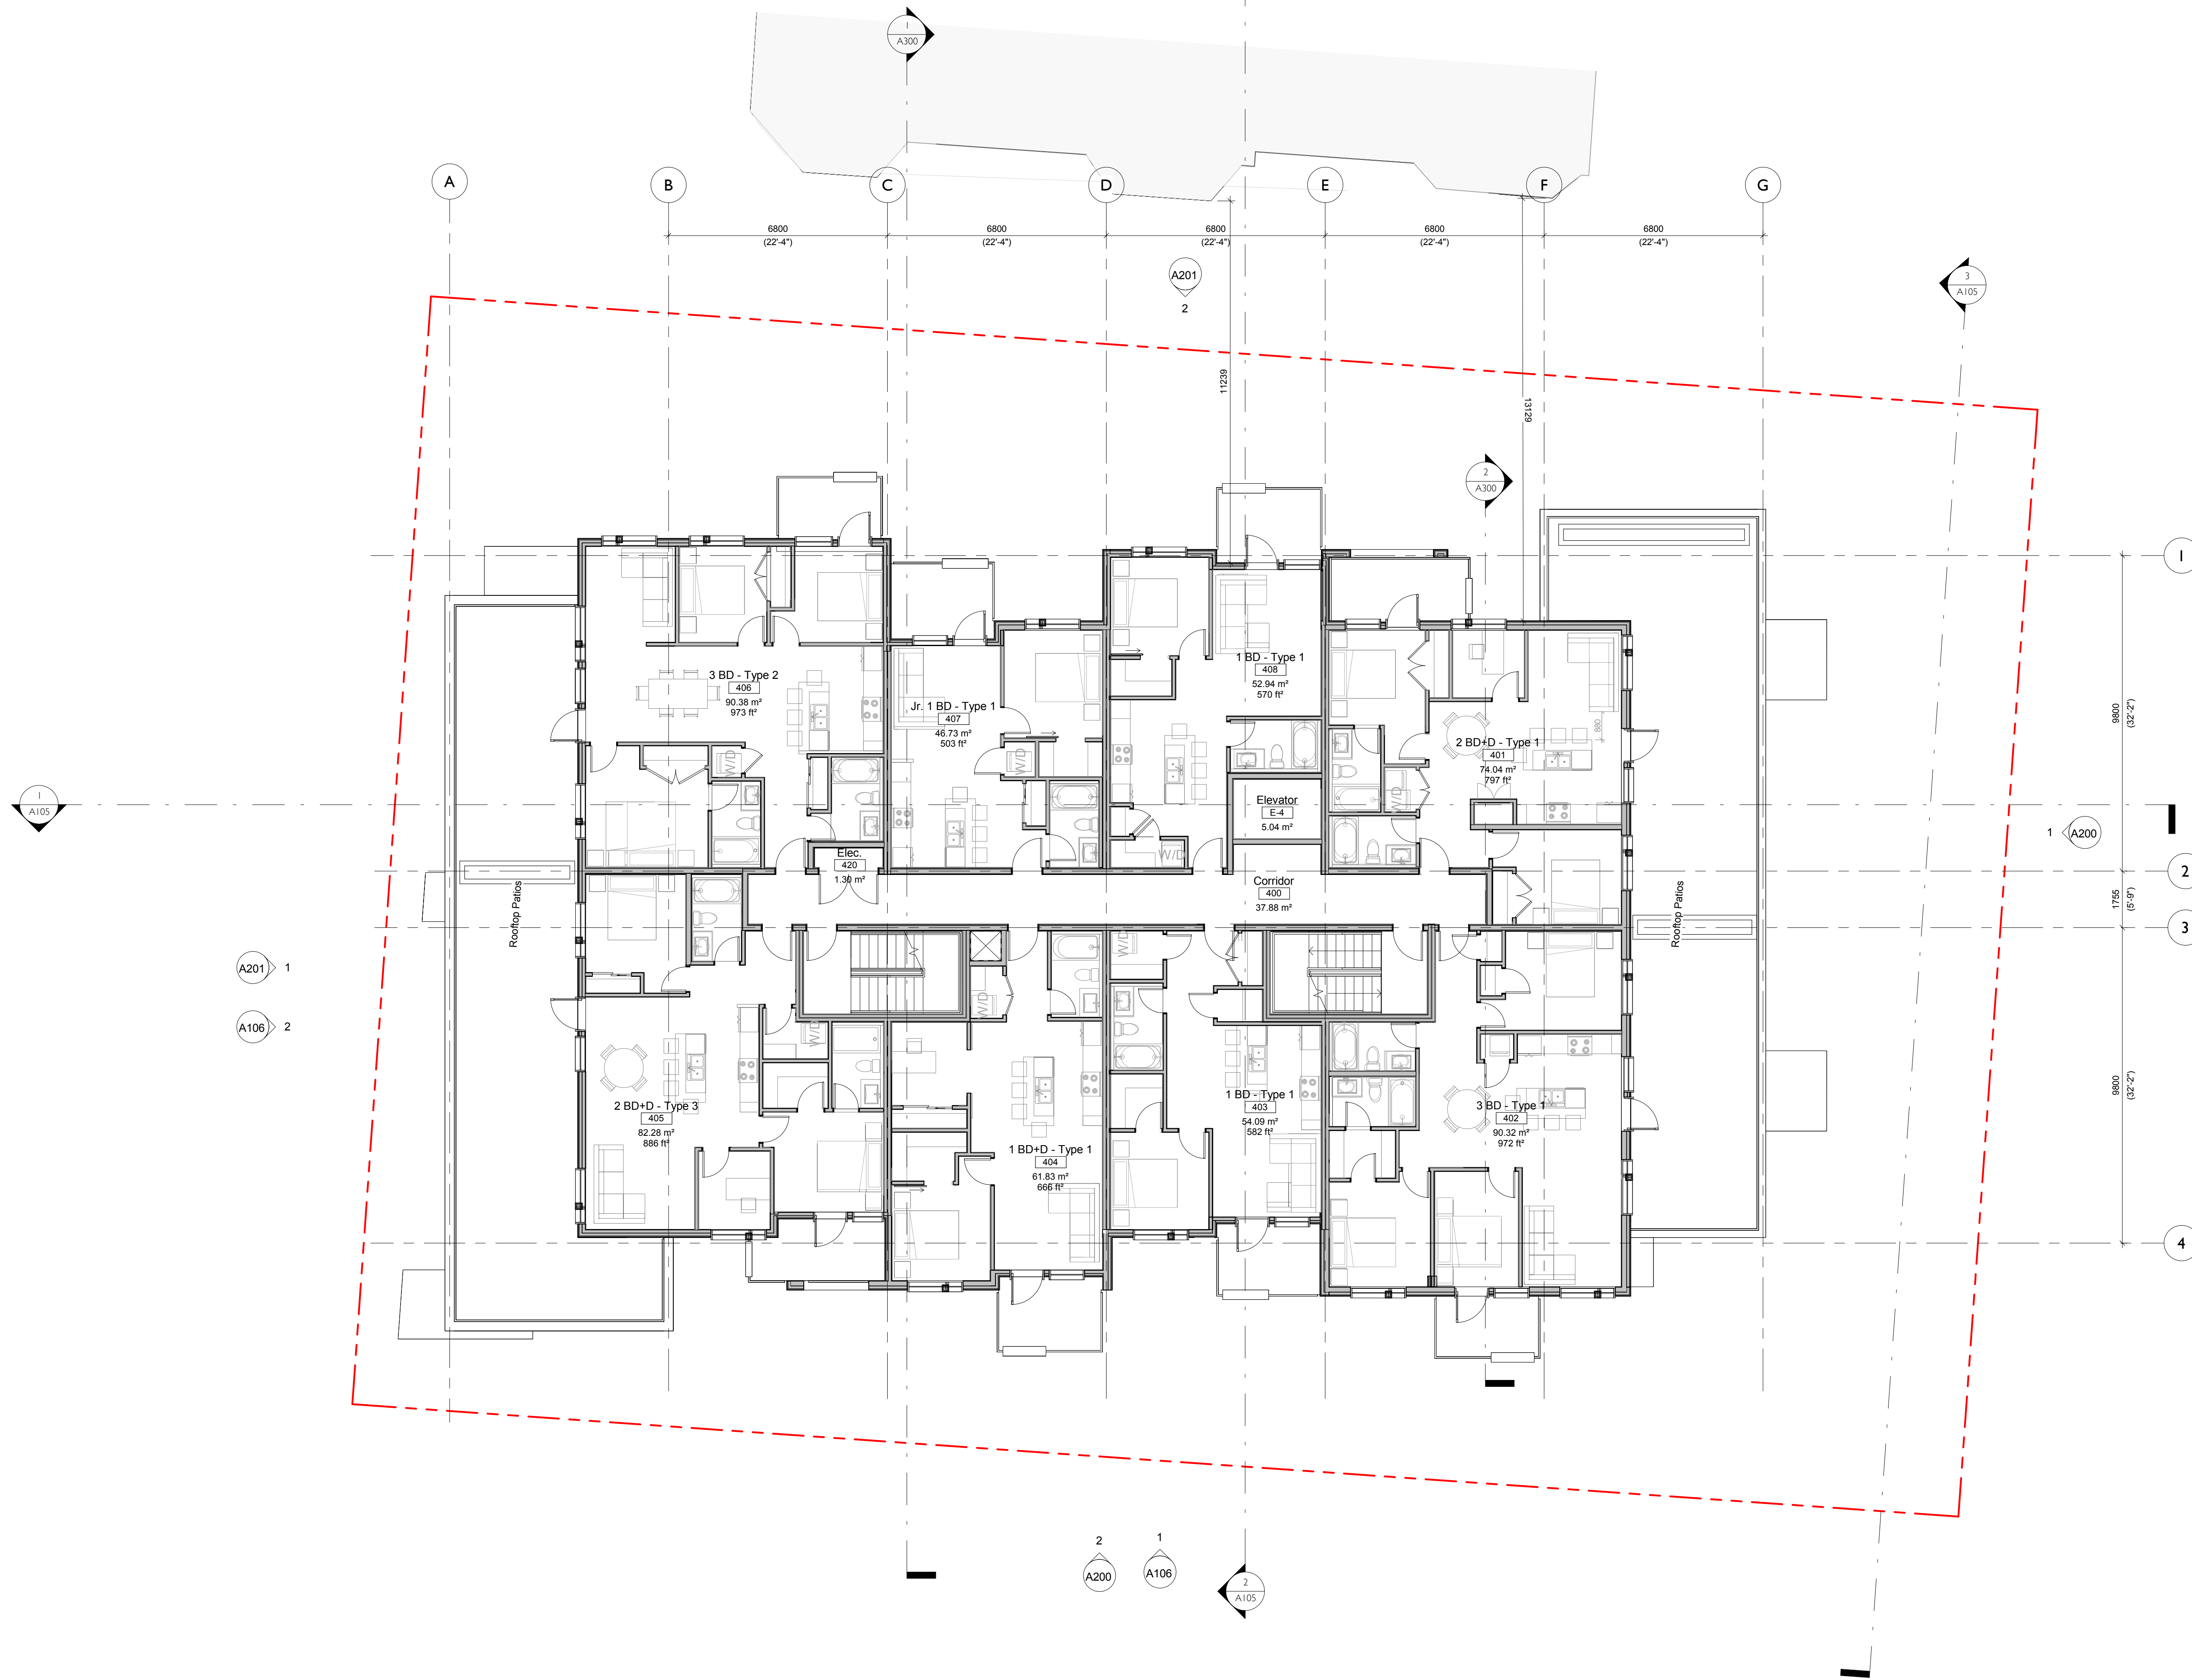 1
A300
A
B
C
D
E
F
G
6800
(22'-4")
6800
(22'-4")
6800
(22'-4")
6800
(22'-4")
6800
(22'-4")
A201
2
3
A105
11239
13129
2
A300
1
3 BD - Type 2
406
90.38 m²
973 ft²
Jr. 1 BD - Type 1
407
46.73 m²
503 ft²
1 BD - Type 1
408
52.94 m²
570 ft²
2 BD+D - Type 1
401
74.04 m²
797 ft²
880
9800
(32'-2")
W/D
W/D
W/D
W/D
1
A105
Elevator
E-4
5.04 m²
1
A200
Elec.
420
1.30 m²
Corridor
400
37.88 m²
2
1755
(5'-9")
3
Rooftop Patios
Rooftop Patios
A201
1
A106
2
W/D
W/D
W/D
2 BD+D - Type 3
405
82.28 m²
886 ft²
1 BD+D - Type 1
404
61.83 m²
666 ft²
1 BD - Type 1
403
54.09 m²
582 ft²
3 BD - Type 1
402
90.32 m²
972 ft²
9800
(32'-2")
4
2
A200
1
A106
2
A105